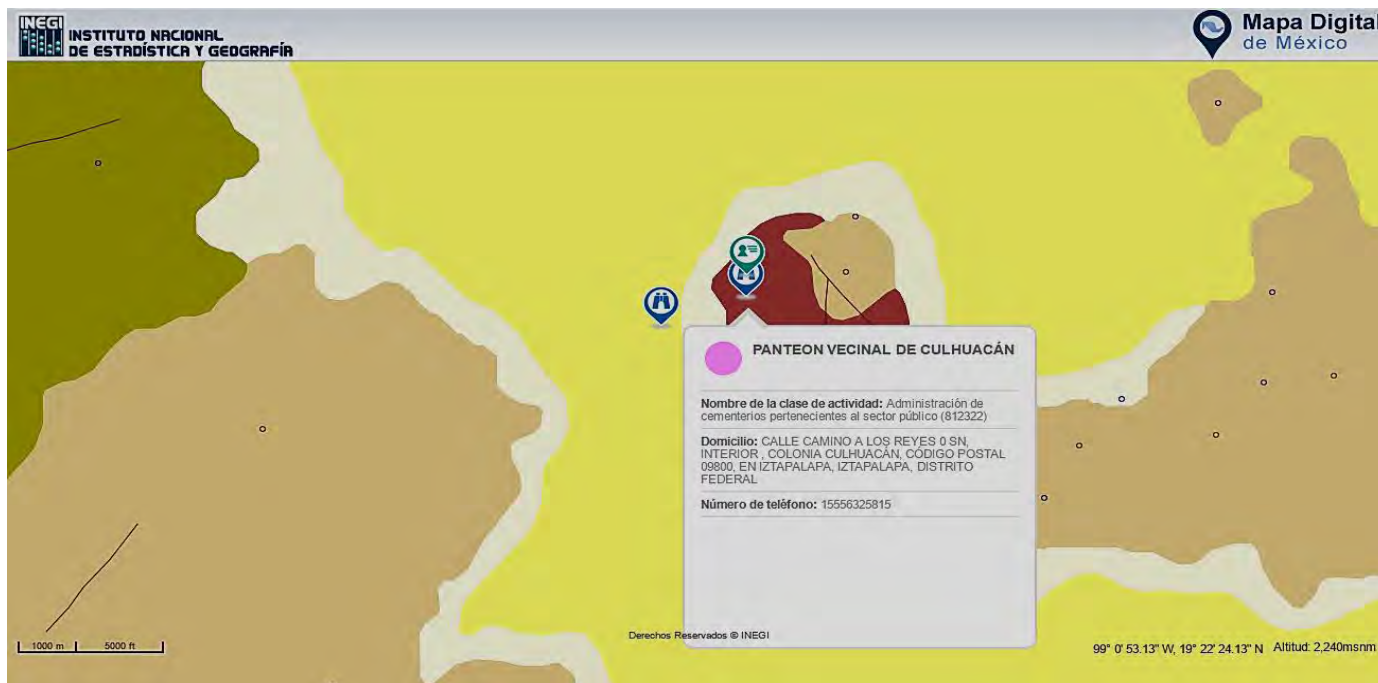 INEGI
INSTITUTO NACIONAL
DE ESTADÍSTICA Y GEOGRAFÍA
Mapa Digital
de México
PANTEON VECINAL DE CULHUACÁN
Nombre de la clase de actividad: Administración de
cementerios pertenecientes al sector público (812322)
Domicilio: CALLE CAMINO A LOS REYES 0 SN,
INTERIOR , COLONIA CULHUACÁN, CÓDIGO POSTAL
09800, EN IZTAPALAPA, IZTAPALAPA, DISTRITO
FEDERAL
Número de teléfono: 15556325815
Derechos Reservados © INEGI
1000 m 5000 ft
99° 0' 53.13" W, 19° 22' 24.13" N Altitud: 2,240msnm